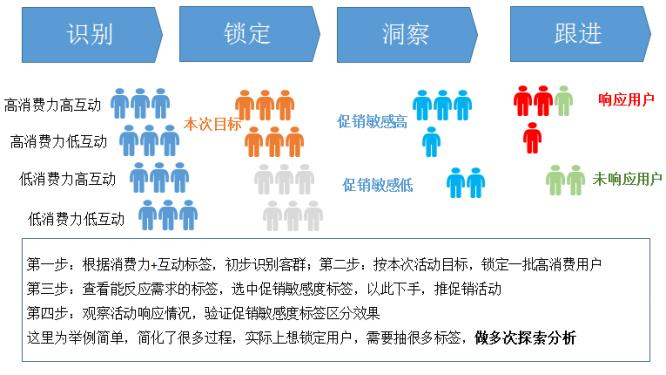 识别 锁定 洞察 跟进
高消费力高互动
本次目标
促销敏感高
响应用户
高消费力低互动
低消费力高互动
促销敏感低
未响应用户
低消费力低互动
第一步：根据消费力+互动标签，初步识别客群；第二步：按本次活动目标，锁定一批高消费用户
第三步：查看能反应需求的标签，选中促销敏感度标签，以此下手，推促销活动
第四步：观察活动响应情况，验证促销敏感度标签区分效果
这里为举例简单，简化了很多过程，实际上想锁定用户，需要抽很多标签，做多次探索分析